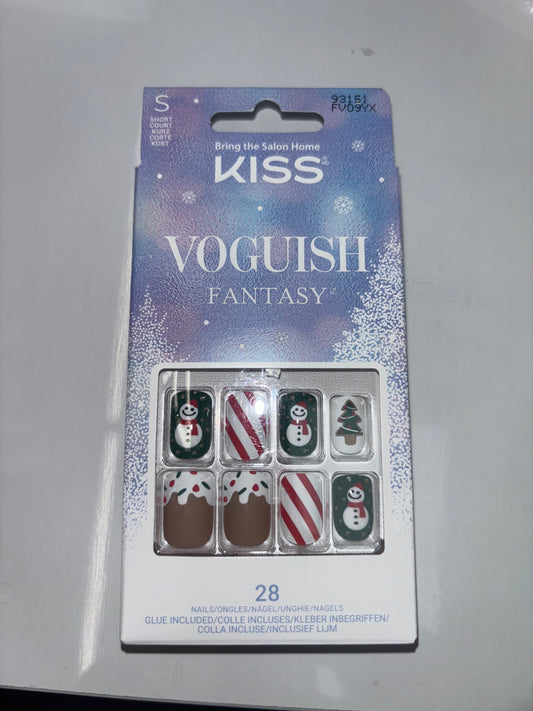 S
SHORT
COURT
KURZ
CORTE
KORT
93151
FV09YX
Bring the Salon Home
KISS
VOGUISH
FANTASY
28
NAILS/ONGLES/NÄGEL/UNGHIE/NAGELS
GLUE INCLUDED/COLLE INCLUSES/KLEBER INBEGRIFFEN/
COLLA INCLUSE/INCLUSIEF LIJM